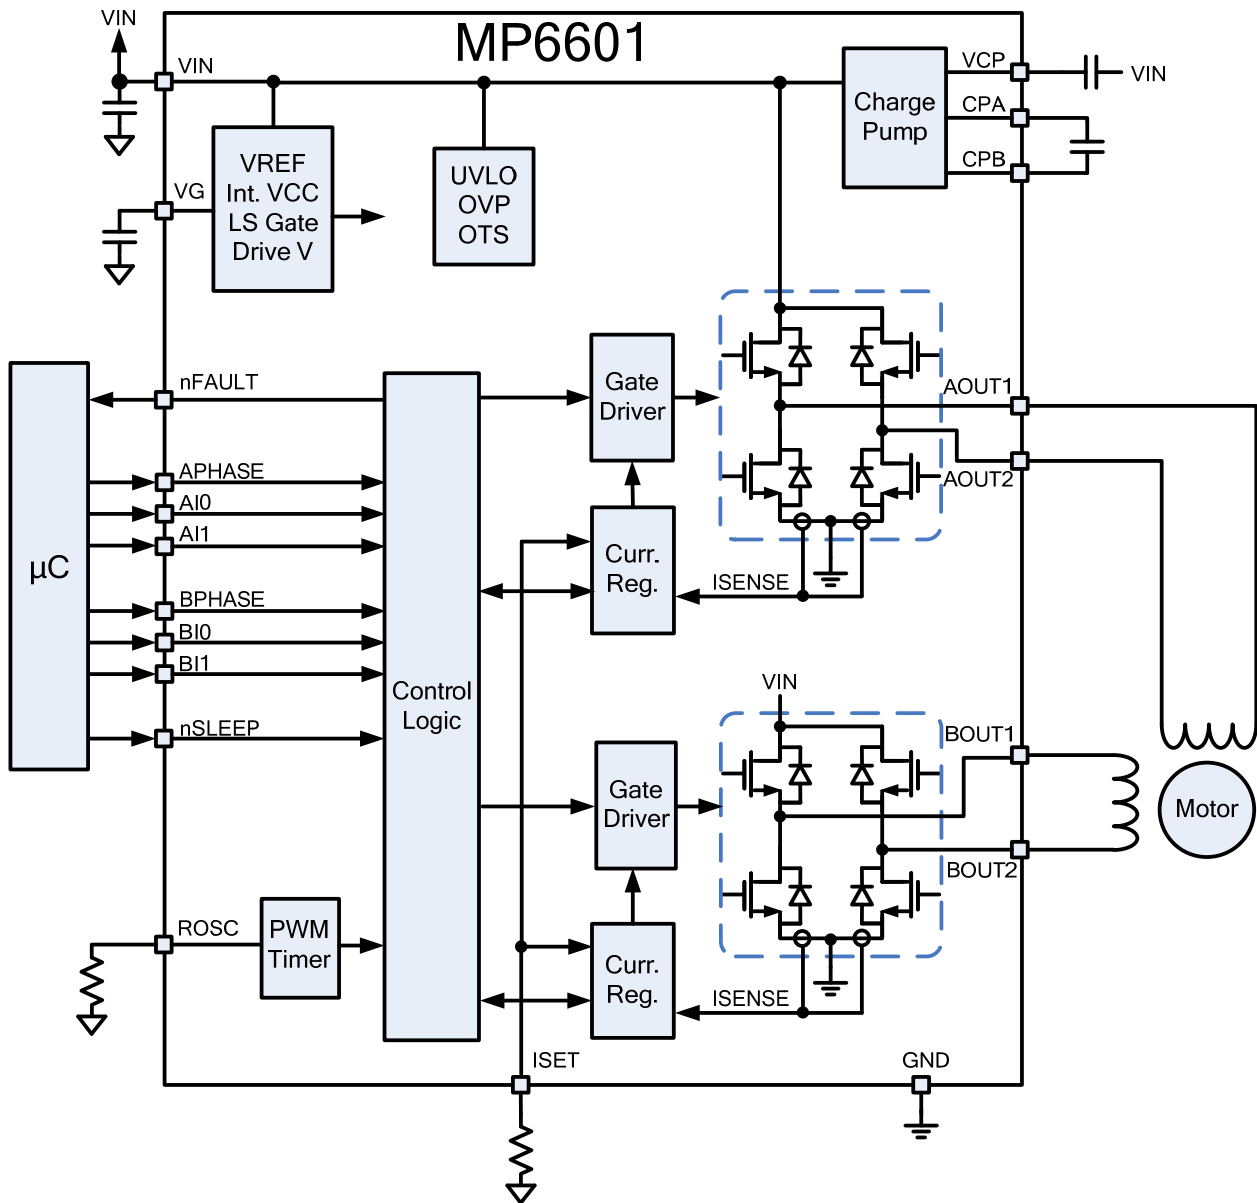 VIN
MP6601
VIN
VCP
VIN
CPA
CPB
Charge
Pump
VREF
Int. VCC
LS Gate
Drive V
UVLO
OVP
OTS
VG
nFAULT
Gate
Driver
AOUT1
APHASE
AI0
AI1
AOUT2
µC
Curr.
Reg.
ISENSE
BPHASE
BI0
BI1
Control
Logic
VIN
nSLEEP
BOUT1
Gate
Driver
Motor
BOUT2
ROSC
PWM
Timer
Curr.
Reg.
ISENSE
ISET
GND